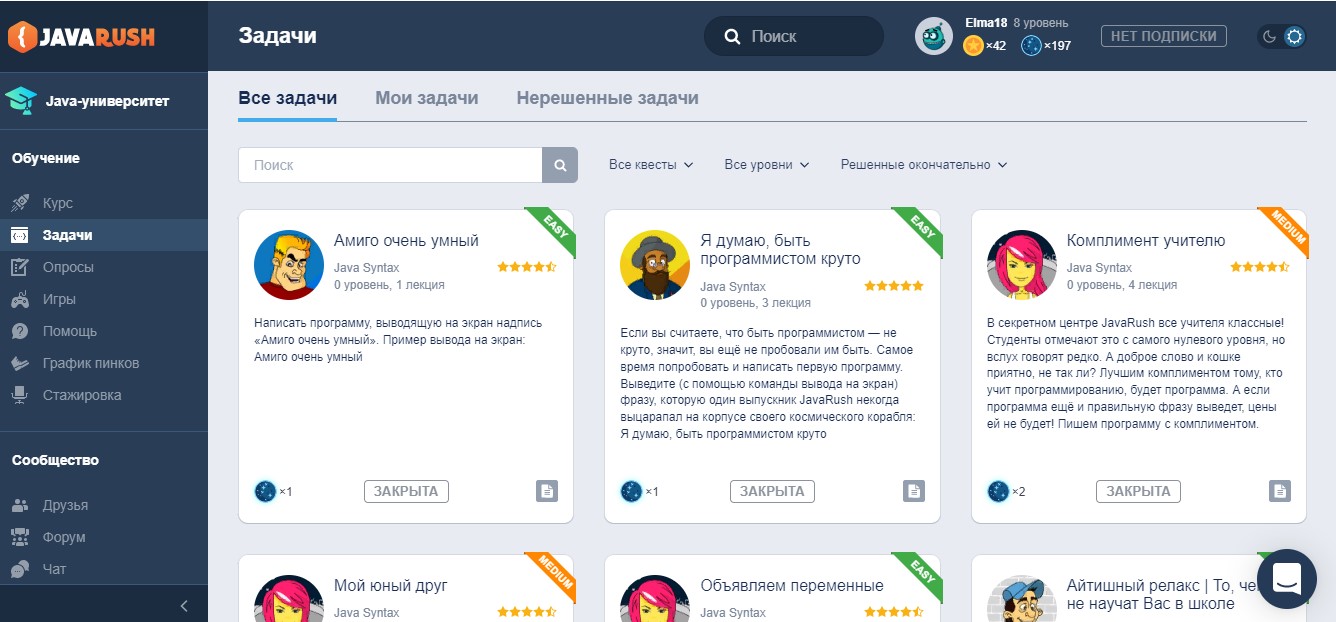 JAVARUSH
Задачи
Поиск
Elma18 8 уровень
×42 ×197
НЕТ ПОДПИСКИ
Java-университет
Обучение
Курс
Задачи
Опросы
Игры
Помощь
График пинков
Стажировка
Сообщество
Друзья
Форум
Чат
Все задачи Мои задачи Нерешенные задачи
Поиск
Все квесты Все уровни Решенные окончательно
EASY
Амиго очень умный
Java Syntax
0 уровень, 1 лекция
Написать программу, выводящую на экран надпись
«Амиго очень умный». Пример вывода на экран:
Амиго очень умный
×1 ЗАКРЫТА
EASY
Я думаю, быть
программистом круто
Java Syntax
0 уровень, 3 лекция
Если вы считаете, что быть программистом — не
круто, значит, вы ещё не пробовали им быть. Самое
время попробовать и написать первую программу.
Выведите (с помощью команды вывода на экран)
фразу, которую один выпускник JavaRush некогда
выцарапал на корпусе своего космического корабля:
Я думаю, быть программистом круто
×1 ЗАКРЫТА
MEDIUM
Комплимент учителю
Java Syntax
0 уровень, 4 лекция
В секретном центре JavaRush все учителя классные!
Студенты отмечают это с самого нулевого уровня, но
вслух говорят редко. А доброе слово и кошке
приятно, не так ли? Лучшим комплиментом тому, кто
учит программированию, будет программа. А если
программа ещё и правильную фразу выведет, цены
ей не будет! Пишем программу с комплиментом.
×2 ЗАКРЫТА
MEDIUM
Мой юный друг
Java Syntax
EASY
Объявляем переменные
Java Syntax
Айтишный релакс | То,
не научат Вас в школе